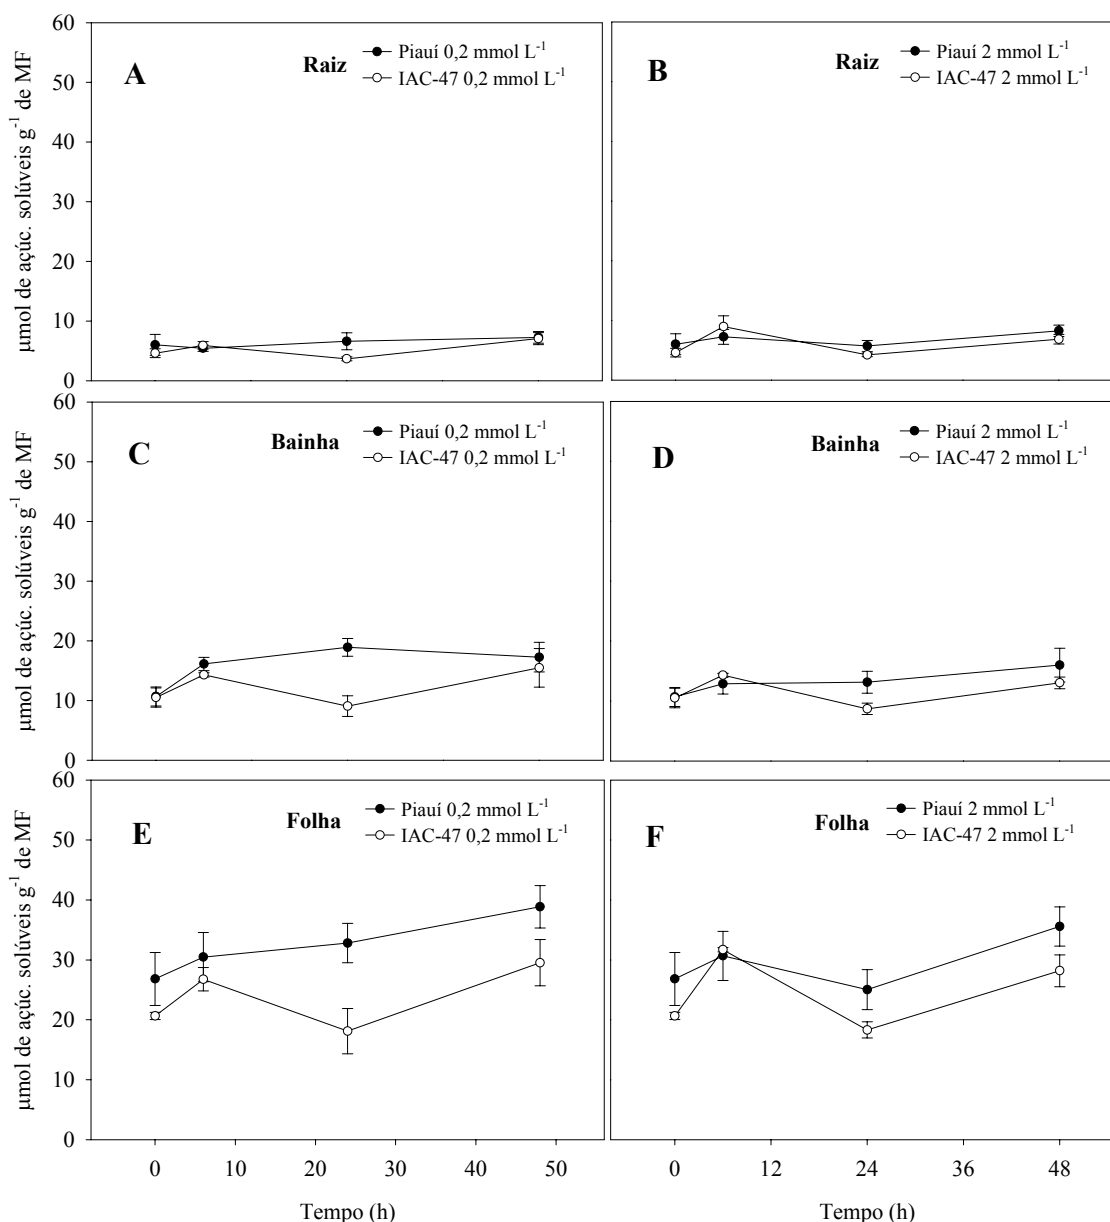 µmol de açúc. solúveis g⁻¹ de MF
60
50
40
30
20
10
0
A
Raiz
Piauí 0,2 mmol L⁻¹
IAC-47 0,2 mmol L⁻¹
B
Raiz
Piauí 2 mmol L⁻¹
IAC-47 2 mmol L⁻¹
µmol de açúc. solúveis g⁻¹ de MF
60
50
40
30
20
10
0
C
Bainha
Piauí 0,2 mmol L⁻¹
IAC-47 0,2 mmol L⁻¹
D
Bainha
Piauí 2 mmol L⁻¹
IAC-47 2 mmol L⁻¹
µmol de açúc. solúveis g⁻¹ de MF
60
50
40
30
20
10
0
E
Folha
Piauí 0,2 mmol L⁻¹
IAC-47 0,2 mmol L⁻¹
F
Folha
Piauí 2 mmol L⁻¹
IAC-47 2 mmol L⁻¹
0 10 20 30 40 50
Tempo (h)
0 12 24 36 48
Tempo (h)